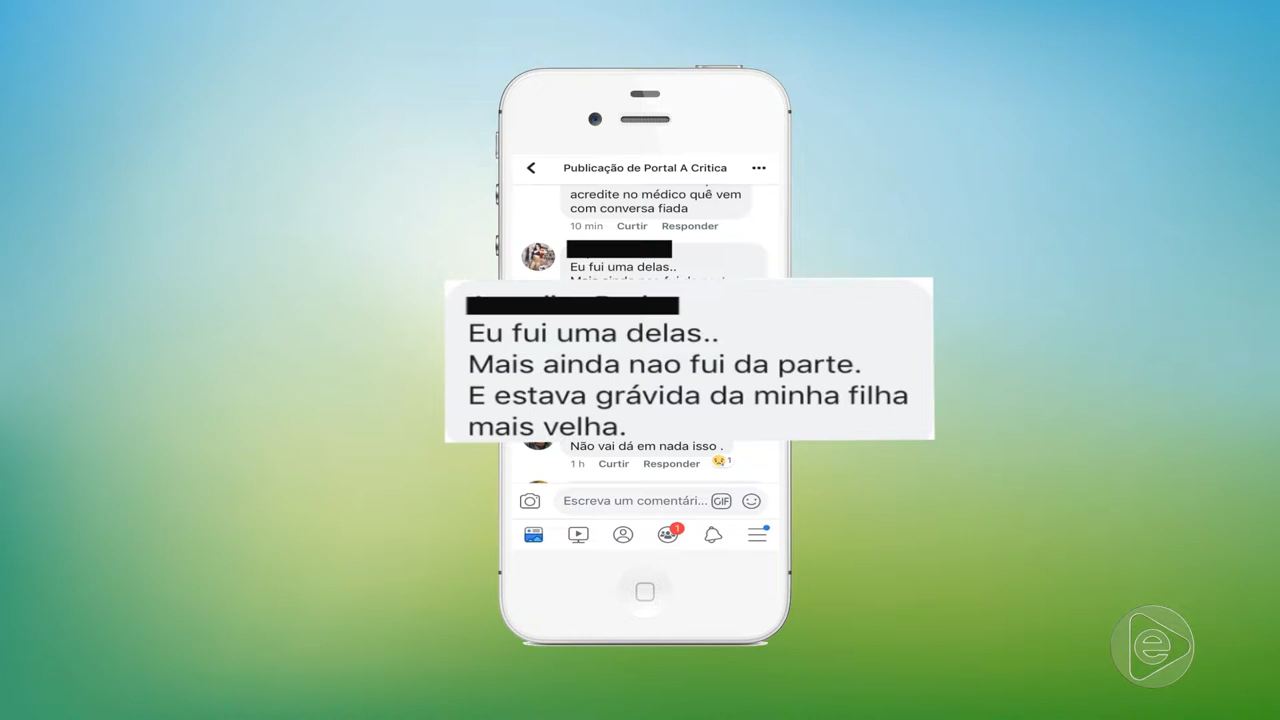 Publicação de Portal A Critica
acredite no médico quê vem
com conversa fiada
10 min Curtir Responder
Eu fui uma delas..
Eu fui uma delas..
Mais ainda nao fui da parte.
E estava grávida da minha filha
mais velha.
Não vai dá em nada isso .
1 h Curtir Responder 1
Escreva um comentári... GIF
1
e